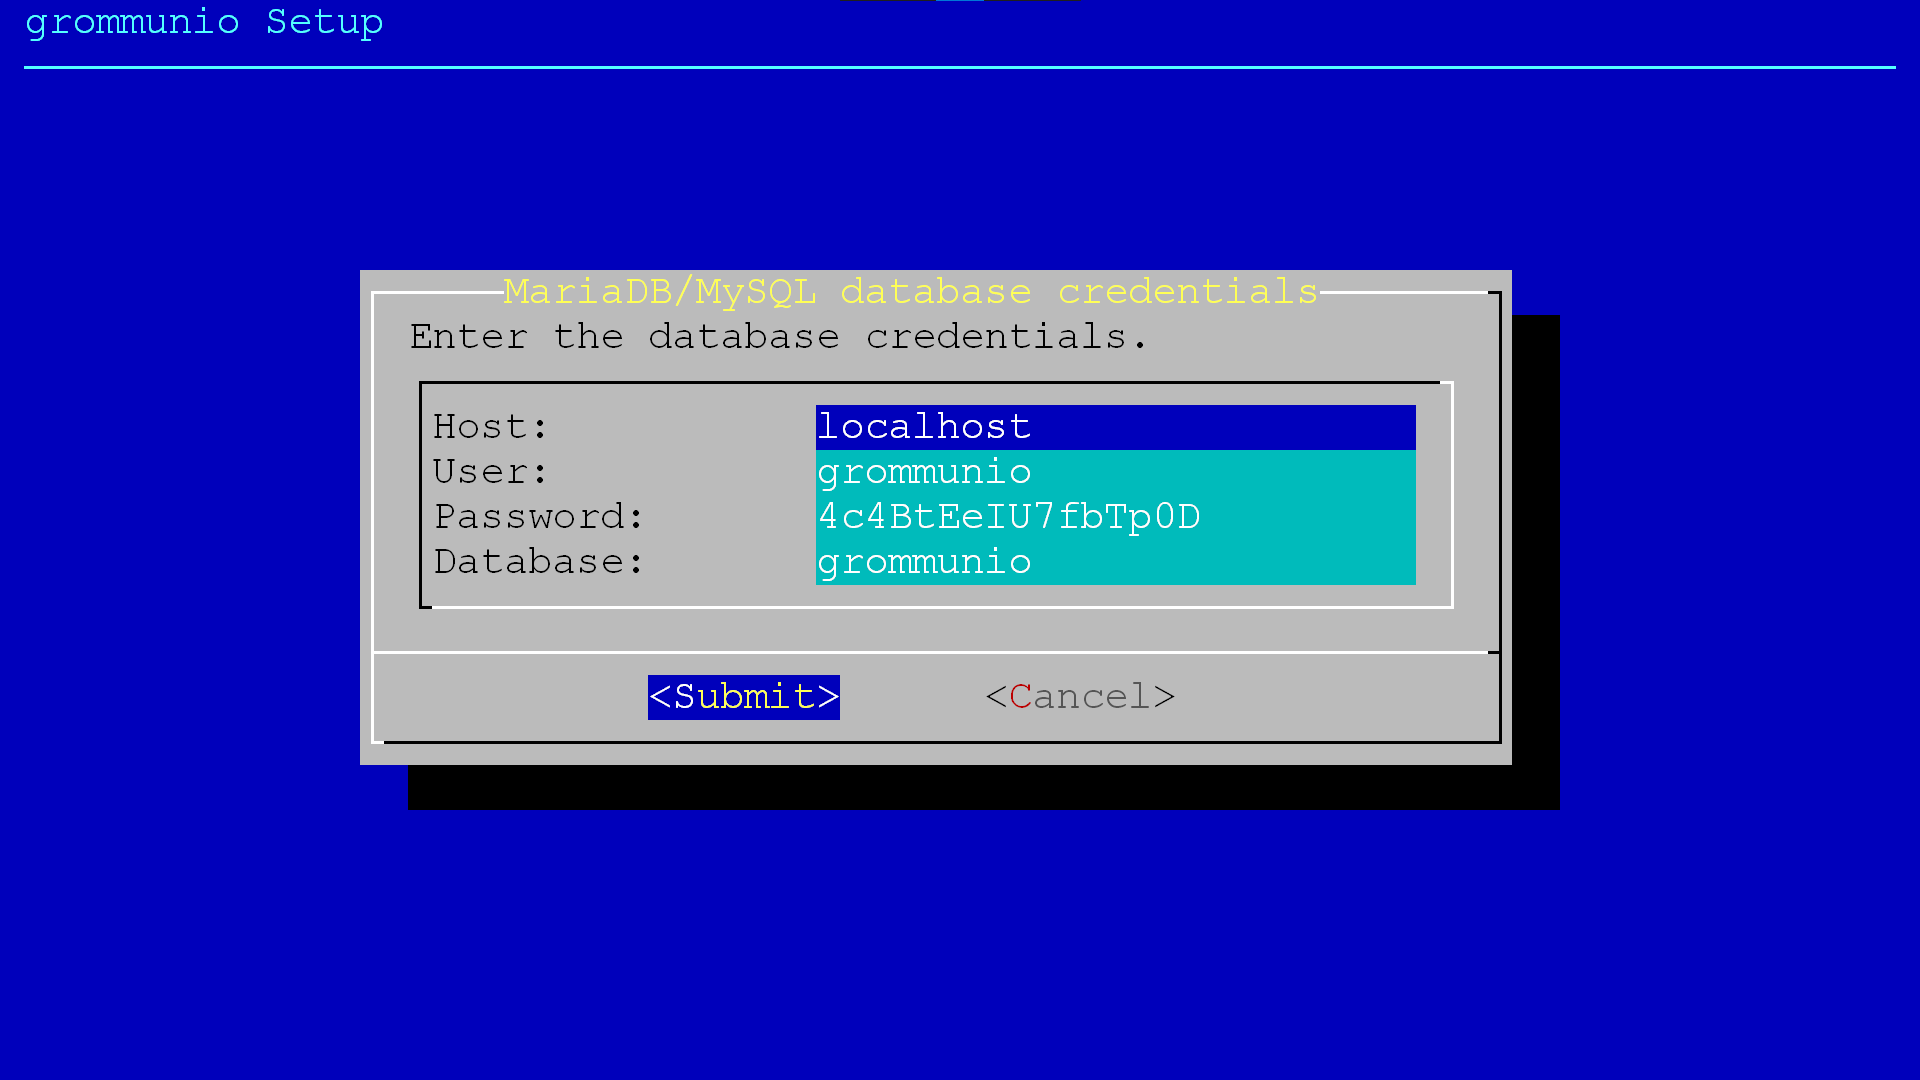 grommunio Setup
MariaDB/MySQL database credentials
Enter the database credentials.
Host: localhost
User: grommunio
Password: 4c4BtEeIU7fbTp0D
Database: grommunio
<Submit> <Cancel>